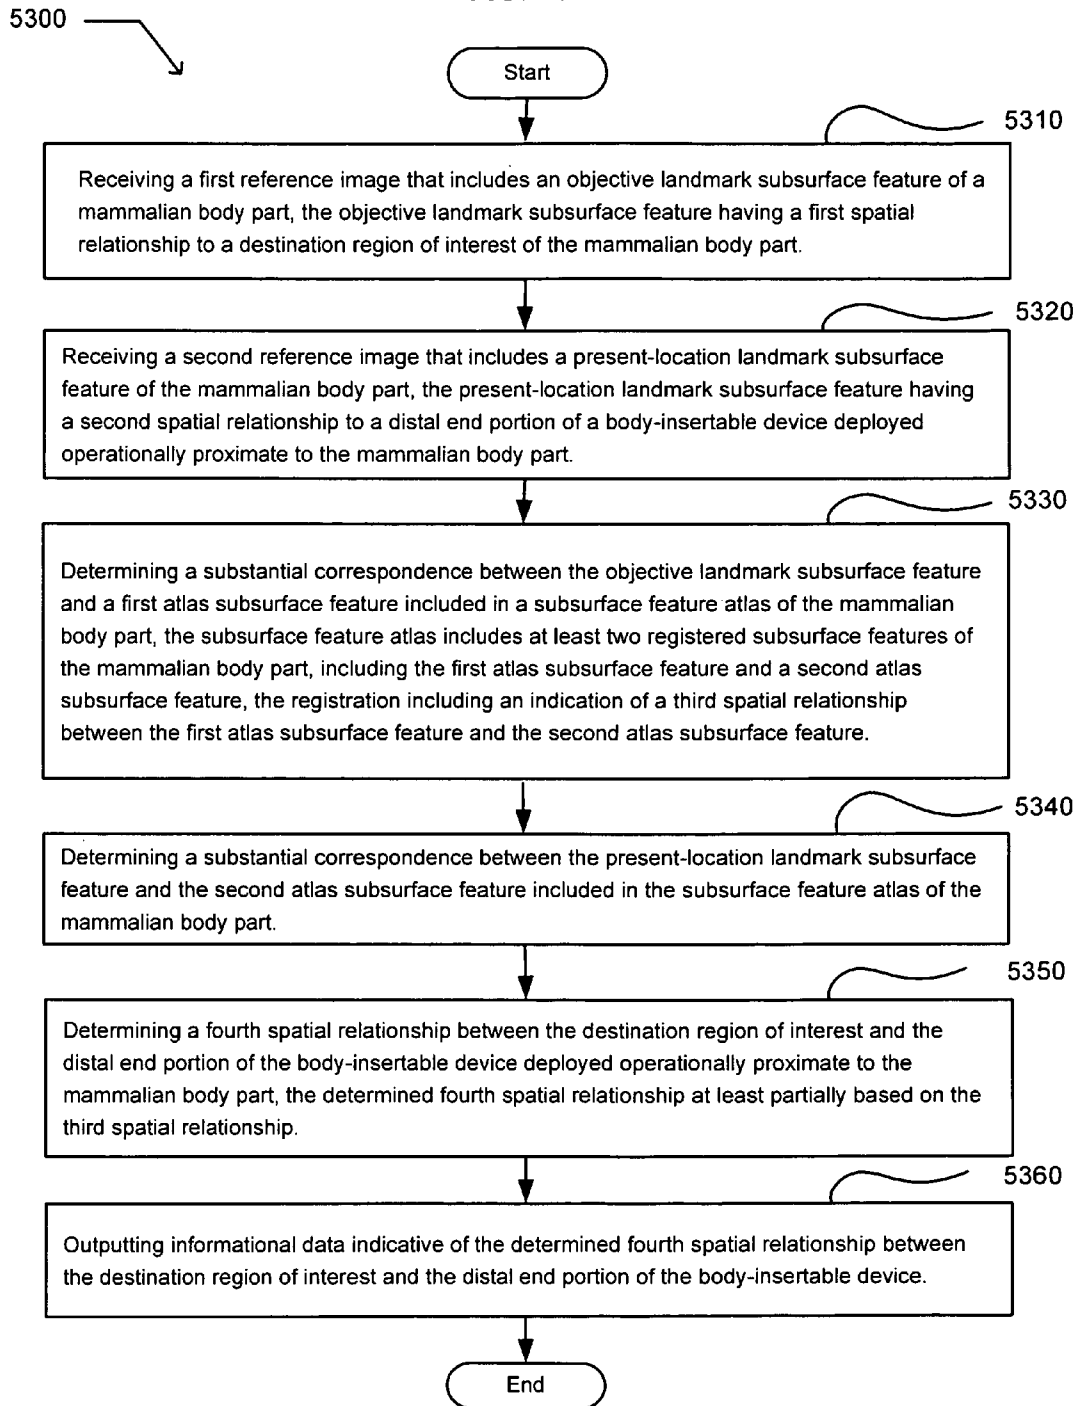 5300
Start
5310
Receiving a first reference image that includes an objective landmark subsurface feature of a
mammalian body part, the objective landmark subsurface feature having a first spatial
relationship to a destination region of interest of the mammalian body part.
5320
Receiving a second reference image that includes a present-location landmark subsurface
feature of the mammalian body part, the present-location landmark subsurface feature having
a second spatial relationship to a distal end portion of a body-insertable device deployed
operationally proximate to the mammalian body part.
5330
Determining a substantial correspondence between the objective landmark subsurface feature
and a first atlas subsurface feature included in a subsurface feature atlas of the mammalian
body part, the subsurface feature atlas includes at least two registered subsurface features of
the mammalian body part, including the first atlas subsurface feature and a second atlas
subsurface feature, the registration including an indication of a third spatial relationship
between the first atlas subsurface feature and the second atlas subsurface feature.
5340
Determining a substantial correspondence between the present-location landmark subsurface
feature and the second atlas subsurface feature included in the subsurface feature atlas of the
mammalian body part.
5350
Determining a fourth spatial relationship between the destination region of interest and the
distal end portion of the body-insertable device deployed operationally proximate to the
mammalian body part, the determined fourth spatial relationship at least partially based on the
third spatial relationship.
5360
Outputting informational data indicative of the determined fourth spatial relationship between
the destination region of interest and the distal end portion of the body-insertable device.
End